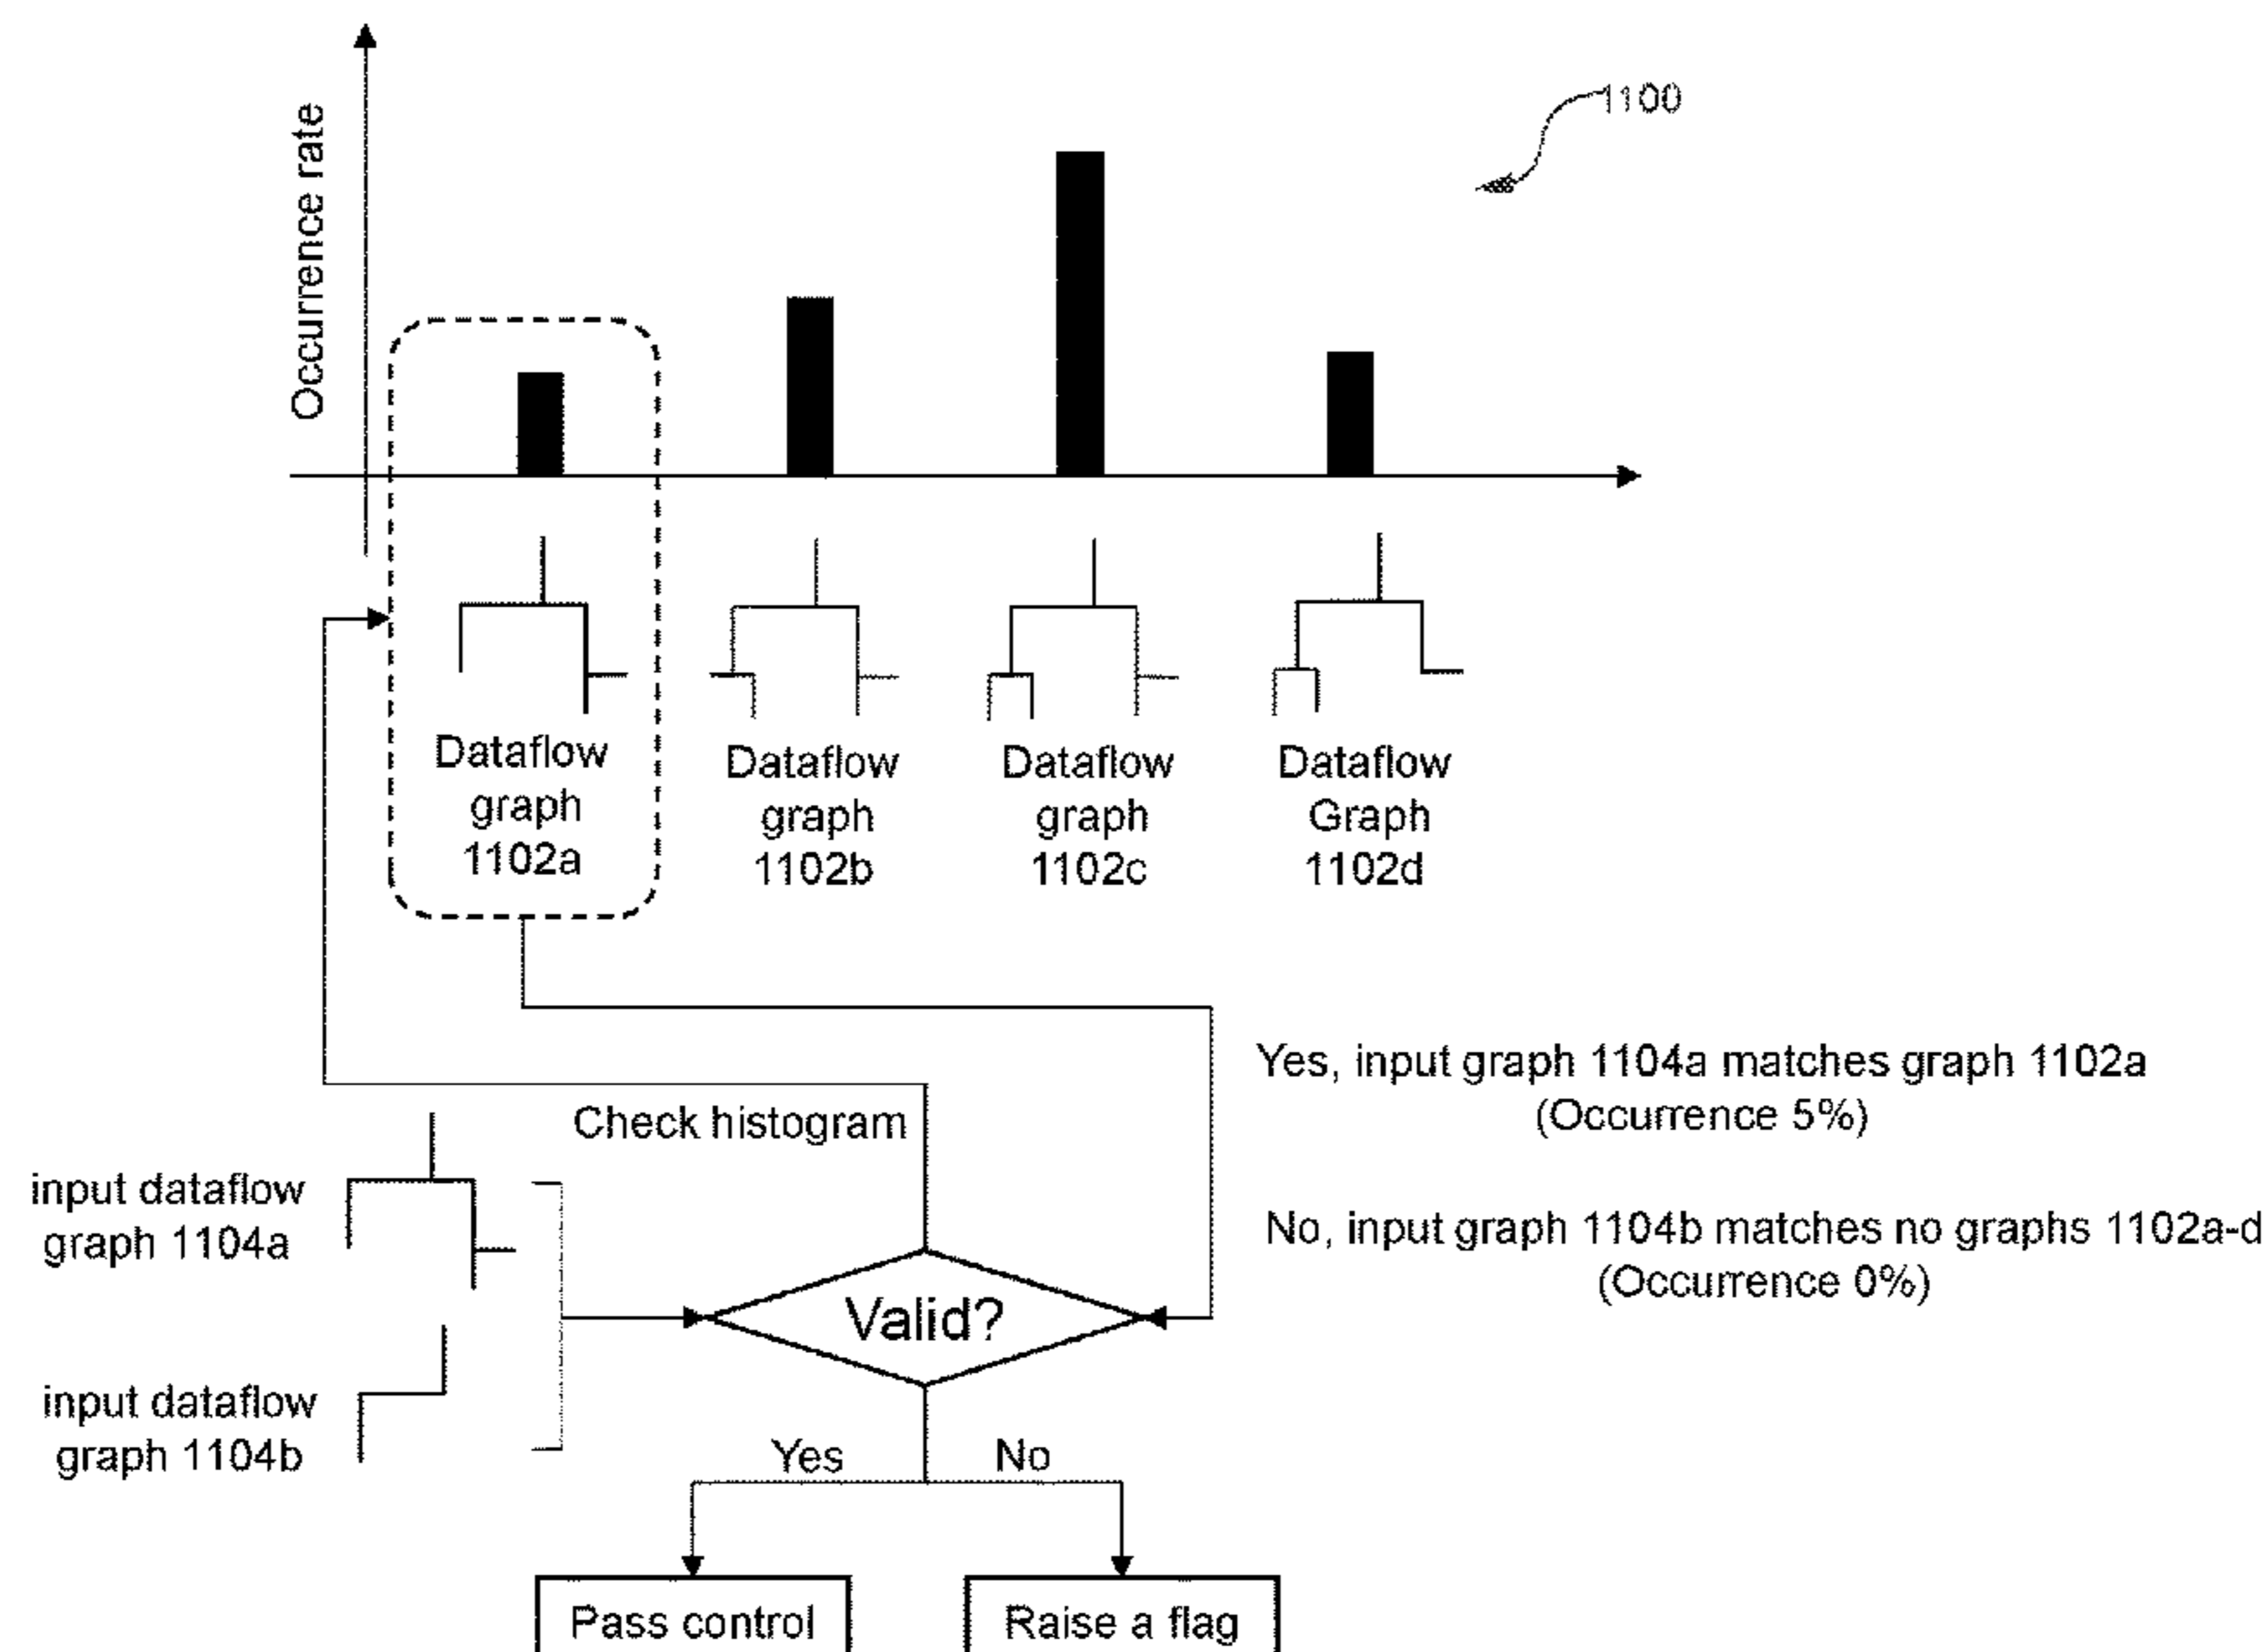 1100
Occurrence rate
Dataflow
graph
1102a
Dataflow
graph
1102b
Dataflow
graph
1102c
Dataflow
Graph
1102d
Yes, input graph 1104a matches graph 1102a
(Occurrence 5%)
No, input graph 1104b matches no graphs 1102a-d
(Occurrence 0%)
Check histogram
input dataflow
graph 1104a
input dataflow
graph 1104b
Valid?
Yes
No
Pass control
Raise a flag